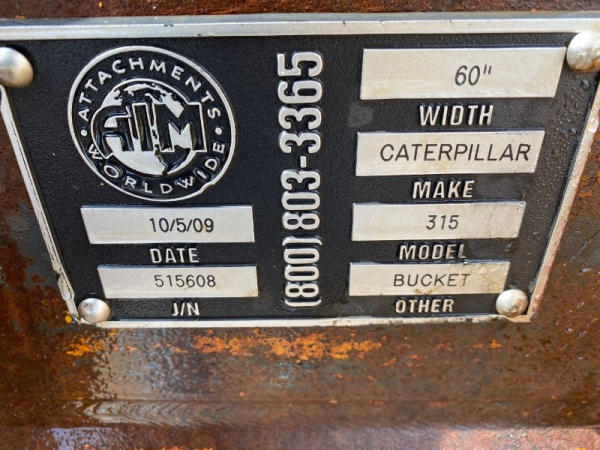 ATTACHMENTS
AIM
WORLDWIDE
10/5/09
DATE
515608
J/N
(800)803-3365
60"
WIDTH
CATERPILLAR
MAKE
315
MODEL
BUCKET
OTHER